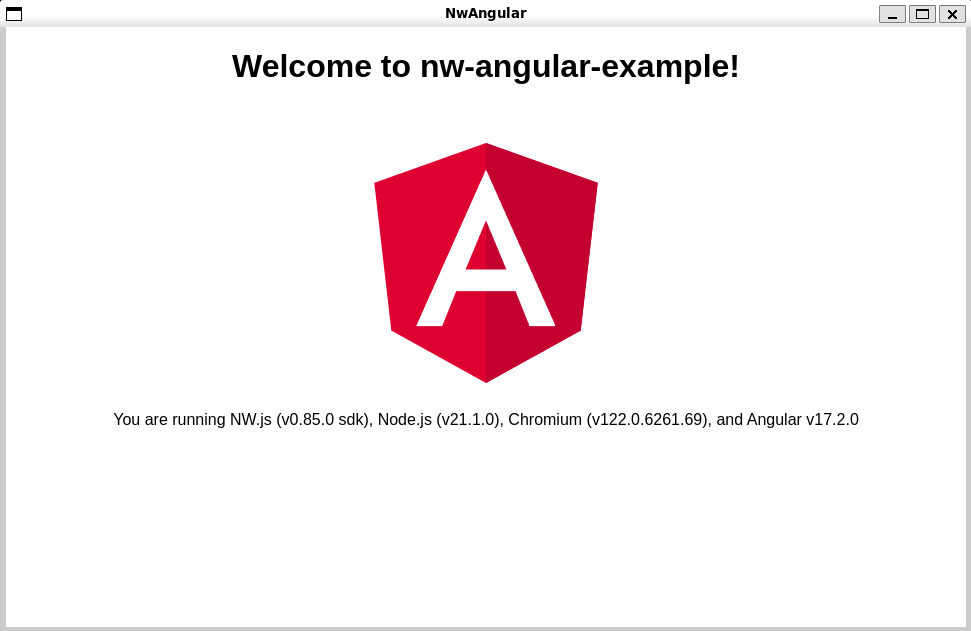 NwAngular
Welcome to nw-angular-example!
A
You are running NW.js (v0.85.0 sdk), Node.js (v21.1.0), Chromium (v122.0.6261.69), and Angular v17.2.0